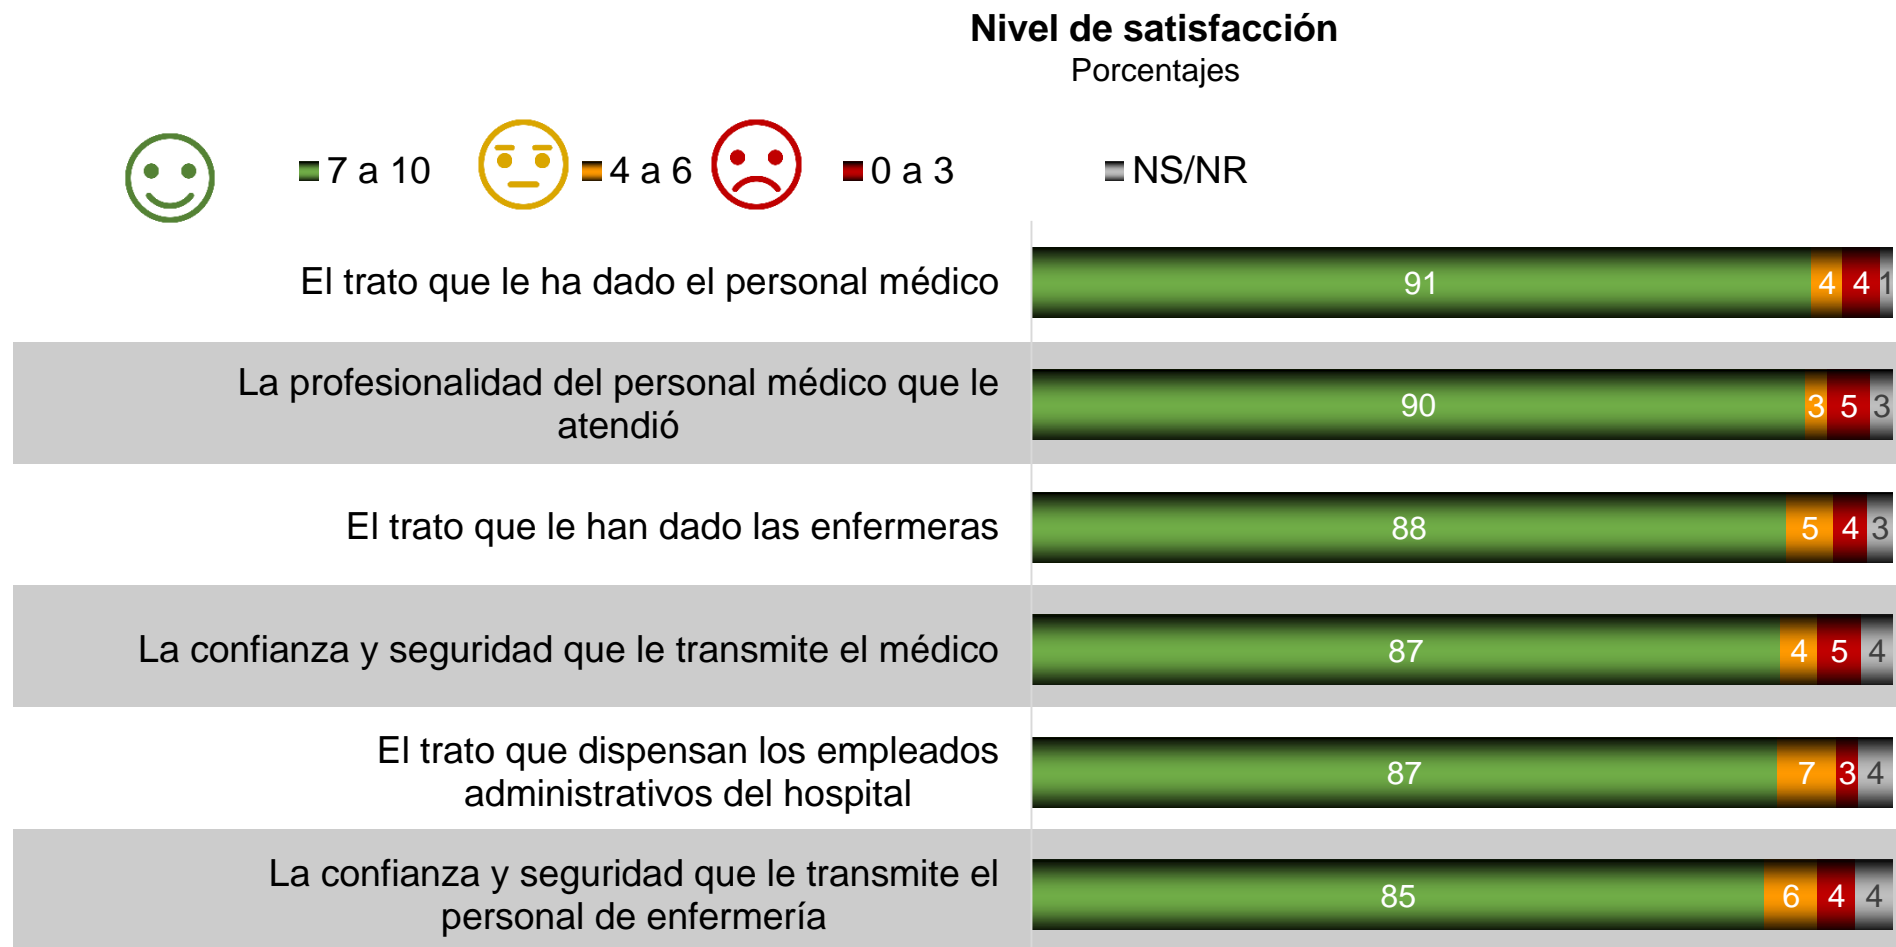 Nivel de satisfacción
Porcentajes
7 a 10 4 a 6 0 a 3 NS/NR
El trato que le ha dado el personal médico 91 4 4 1
La profesionalidad del personal médico que le
atendió 90 3 5 3
El trato que le han dado las enfermeras 88 5 4 3
La confianza y seguridad que le transmite el médico 87 4 5 4
El trato que dispensan los empleados
administrativos del hospital 87 7 3 4
La confianza y seguridad que le transmite el
personal de enfermería 85 6 4 4